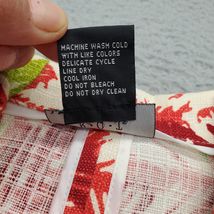 MACHINE WASH COLD
WITH LIKE COLORS
DELICATE CYCLE
LINE DRY
COOL IRON
DO NOT BLEACH
DO NOT DRY CLEAN